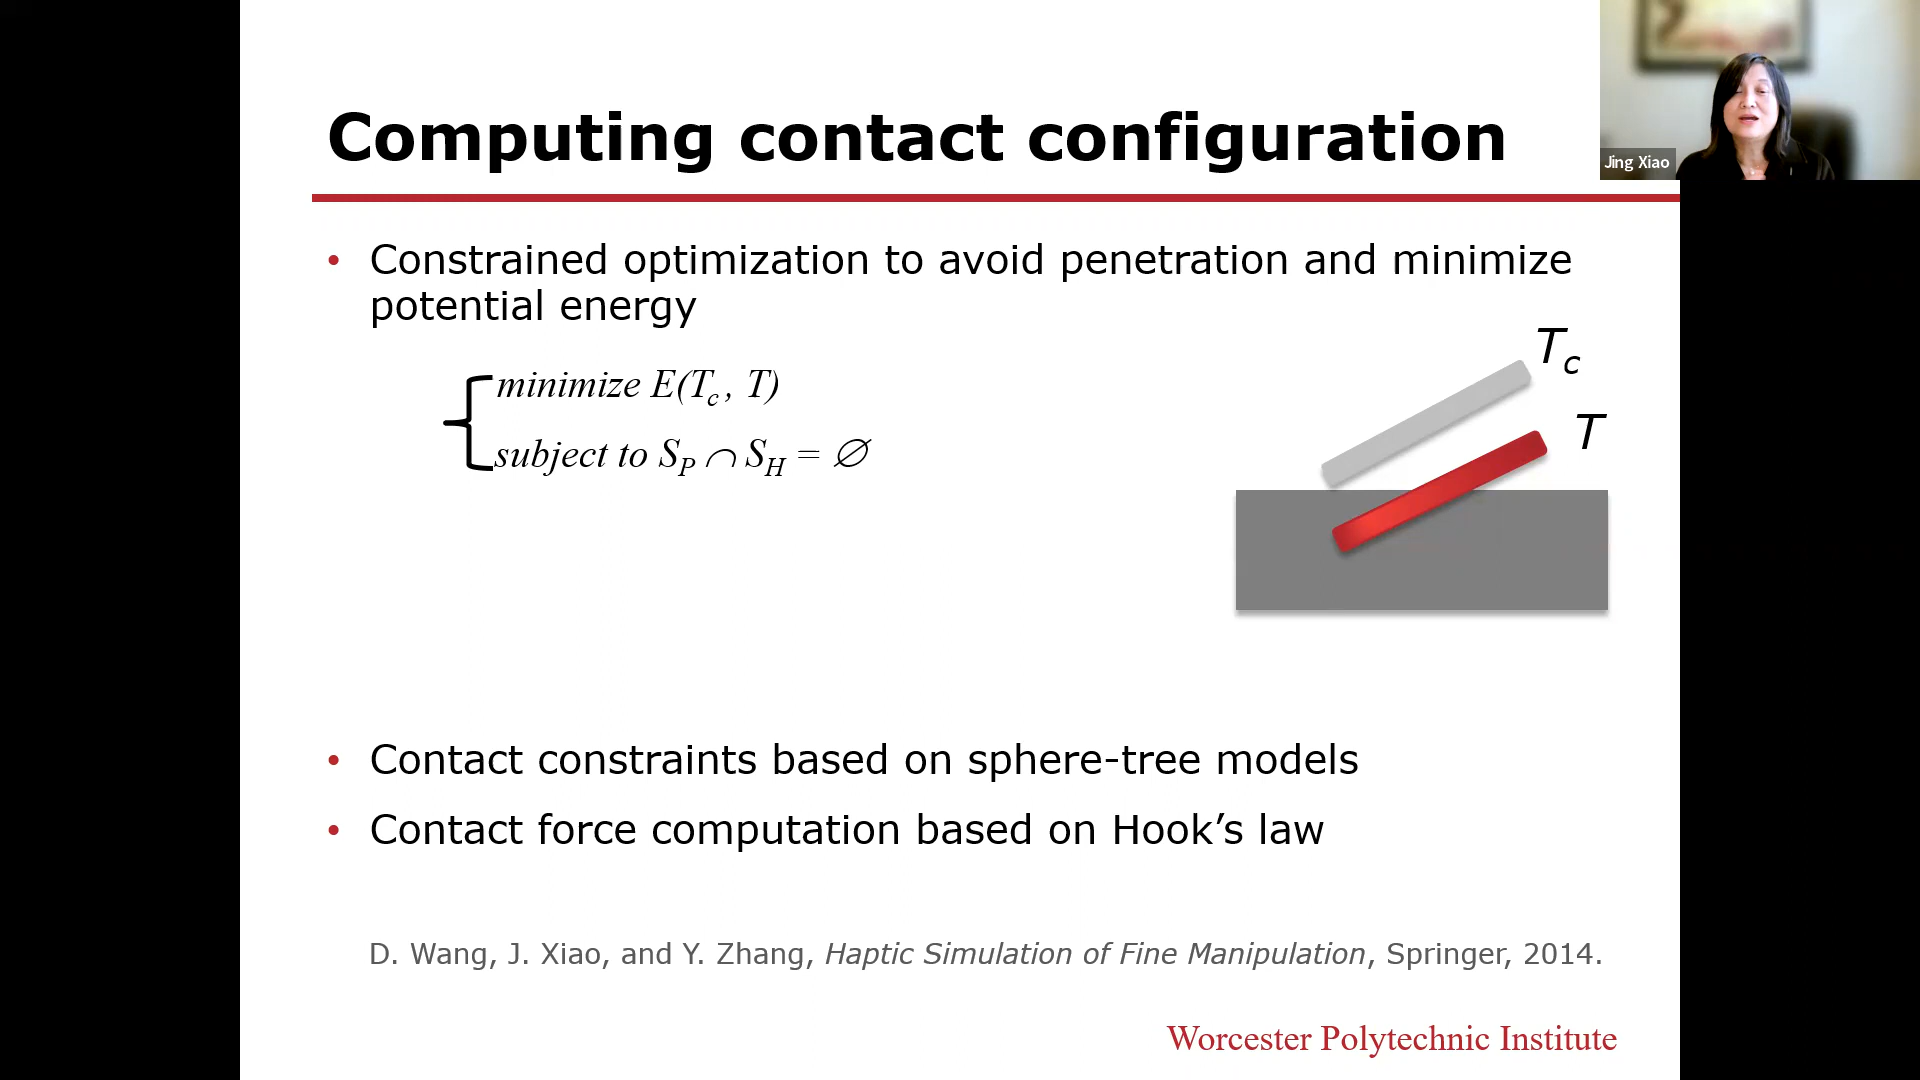 Computing contact configuration
Jing Xiao
• Constrained optimization to avoid penetration and minimize
potential energy
minimize E(Tc, T)
subject to SP ∩ SH = ∅
Tc
T
• Contact constraints based on sphere-tree models
• Contact force computation based on Hook’s law
D. Wang, J. Xiao, and Y. Zhang, Haptic Simulation of Fine Manipulation, Springer, 2014.
Worcester Polytechnic Institute